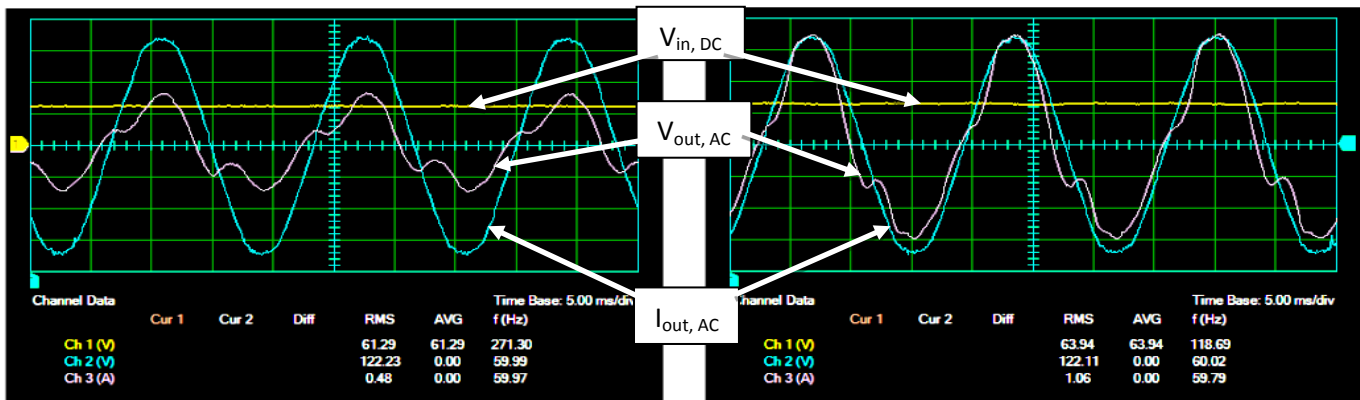 V_in, DC
V_out, AC
I_out, AC
Channel Data
Time Base: 5.00 ms/div
Cur 1 Cur 2 Diff RMS AVG f (Hz)
Ch 1 (V) 61.29 61.29 271.30
Ch 2 (V) 122.23 0.00 59.99
Ch 3 (A) 0.48 0.00 59.97
hannel Data
Time Base: 5.00 ms/div
Cur 1 Cur 2 Diff RMS AVG f (Hz)
Ch 1 (V) 63.94 63.94 118.69
Ch 2 (V) 122.11 0.00 60.02
Ch 3 (A) 1.06 0.00 59.79